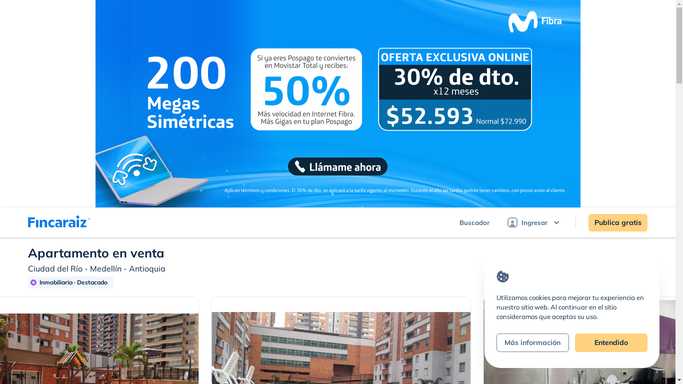 Fibra
200
Megas
Simétricas
Si ya eres Pospago te conviertes
en Movistar Total y recibes.
50%
Más velocidad en Internet Fibra.
Más Gigas en tu plan Pospago
OFERTA EXCLUSIVA ONLINE
30% de dto.
x12 meses
$52.593 Normal $72.990
Llámame ahora
Fincaraiz
Buscador
Ingresar
Publica gratis
Apartamento en venta
Ciudad del Río - Medellín - Antioquia
Inmobiliaria - Destacado
Utilizamos cookies para mejorar tu experiencia en
nuestro sitio web. Al continuar en el sitio
consideramos que aceptas su uso.
Más información
Entendido